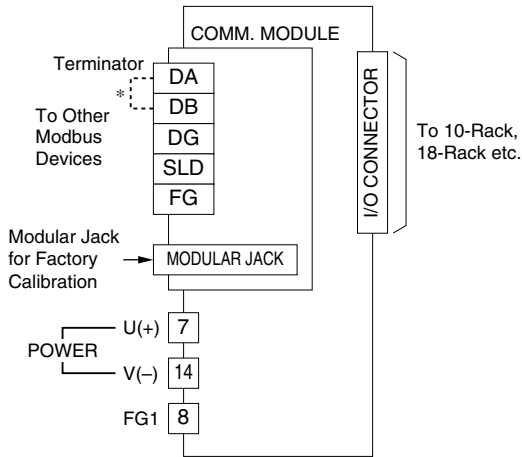 COMM. MODULE
Terminator
*
To Other
Modbus
Devices
DA
DB
DG
SLD
FG
I/O CONNECTOR
To 10-Rack,
18-Rack etc.
Modular Jack
for Factory
Calibration
MODULAR JACK
POWER
U(+) 7
V(–) 14
FG1 8